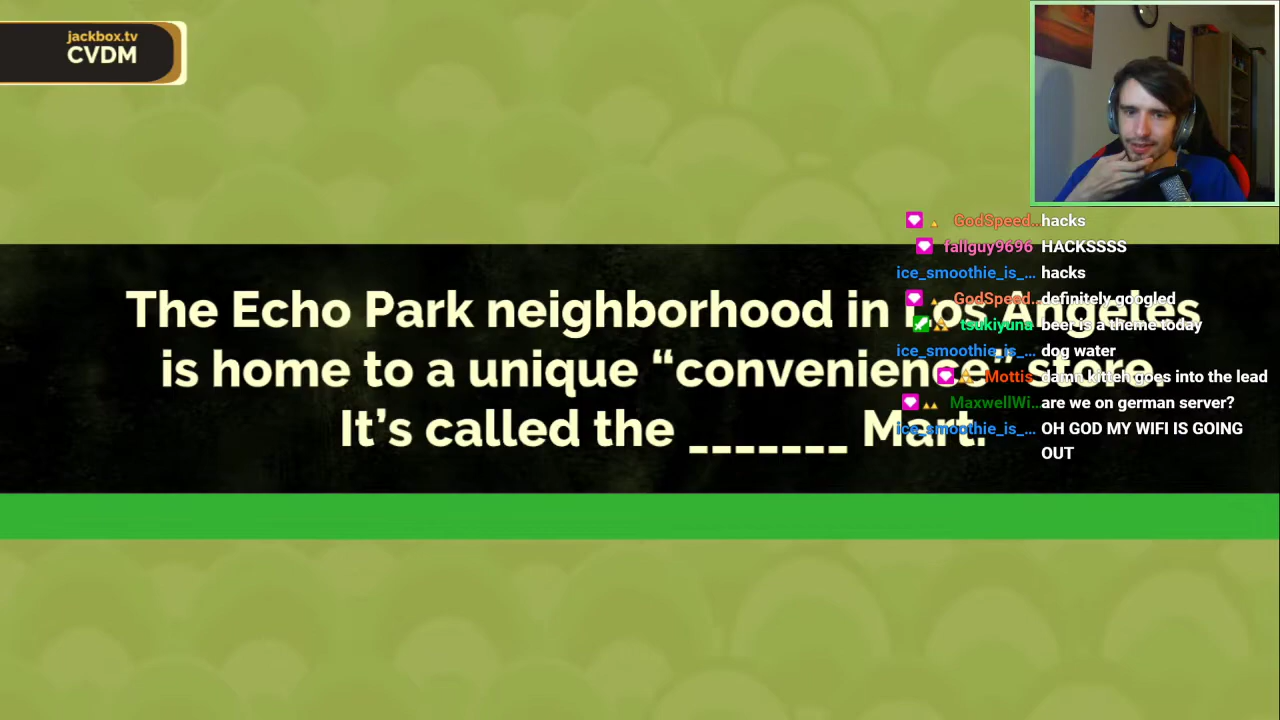 jackbox.tv
CVDM
The Echo Park neighborhood in Los Angeles
is home to a unique “convenience” store.
It’s called the _______ Mart.
GodSpeed... hacks
fallguy9696 HACKSSSS
ice_smoothie_is_... hacks
GodSpeed... definitely googled
tsukiyuna beer is a theme today
ice_smoothie_is_... dog water
Mottis damn kitteh goes into the lead
MaxwellWi... are we on german server?
ice_smoothie_is_... OH GOD MY WIFI IS GOING
OUT